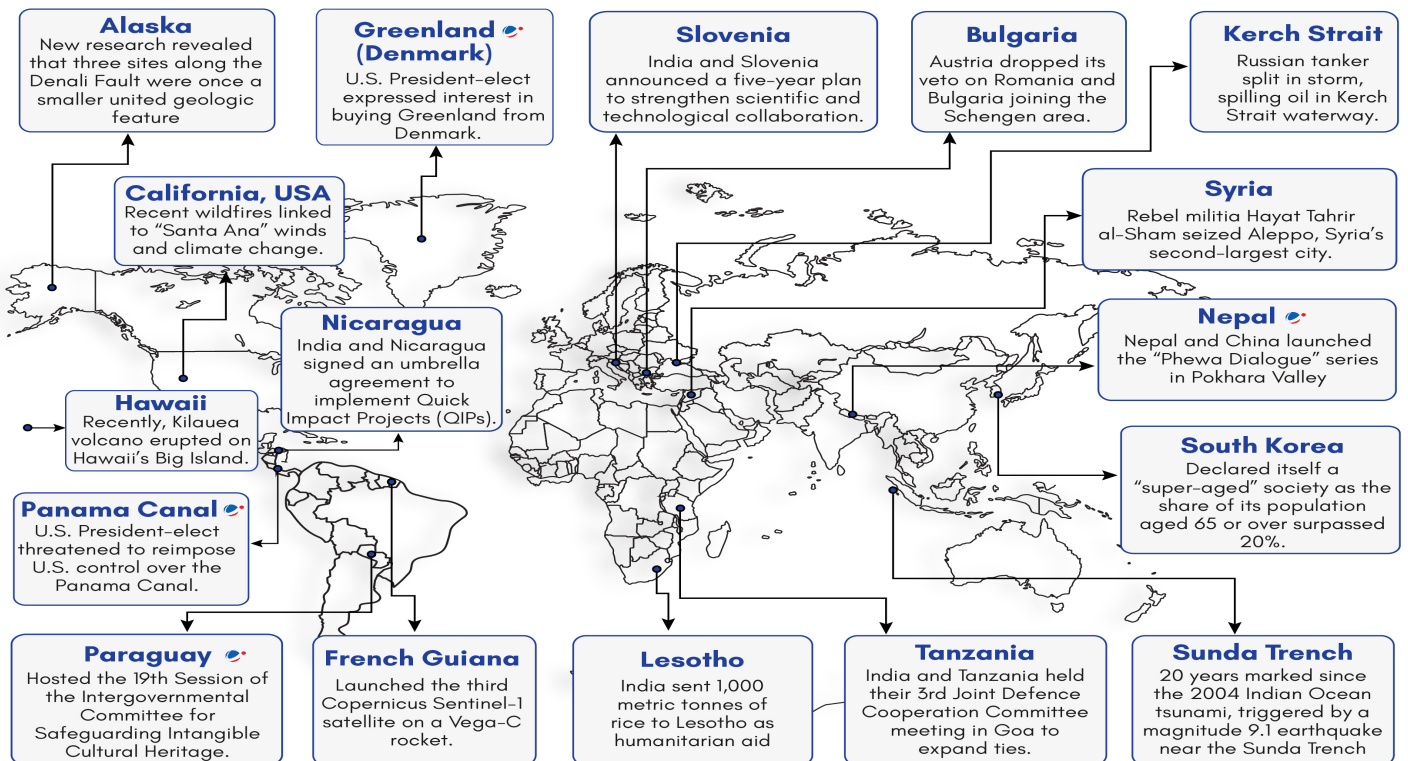 Alaska
New research revealed
that three sites along the
Denali Fault were once a
smaller united geologic
feature
Greenland
(Denmark)
U.S. President-elect
expressed interest in
buying Greenland from
Denmark.
Slovenia
India and Slovenia
announced a five-year plan
to strengthen scientific and
technological collaboration.
Bulgaria
Austria dropped its
veto on Romania and
Bulgaria joining the
Schengen area.
Kerch Strait
Russian tanker
split in storm,
spilling oil in Kerch
Strait waterway.
California, USA
Recent wildfires linked
to “Santa Ana” winds
and climate change.
Syria
Rebel militia Hayat Tahrir
al-Sham seized Aleppo, Syria’s
second-largest city.
Nicaragua
India and Nicaragua
signed an umbrella
agreement to
implement Quick
Impact Projects (QIPs).
Nepal
Nepal and China launched
the “Phewa Dialogue” series
in Pokhara Valley
Hawaii
Recently, Kilauea
volcano erupted on
Hawaii’s Big Island.
South Korea
Declared itself a
“super-aged” society as the
share of its population
aged 65 or over surpassed
20%.
Panama Canal
U.S. President-elect
threatened to reimpose
U.S. control over the
Panama Canal.
Paraguay
Hosted the 19th Session of
the Intergovernmental
Committee for
Safeguarding Intangible
Cultural Heritage.
French Guiana
Launched the third
Copernicus Sentinel-1
satellite on a Vega-C
rocket.
Lesotho
India sent 1,000
metric tonnes of
rice to Lesotho as
humanitarian aid
Tanzania
India and Tanzania held
their 3rd Joint Defence
Cooperation Committee
meeting in Goa to
expand ties.
Sunda Trench
20 years marked since
the 2004 Indian Ocean
tsunami, triggered by a
magnitude 9.1 earthquake
near the Sunda Trench